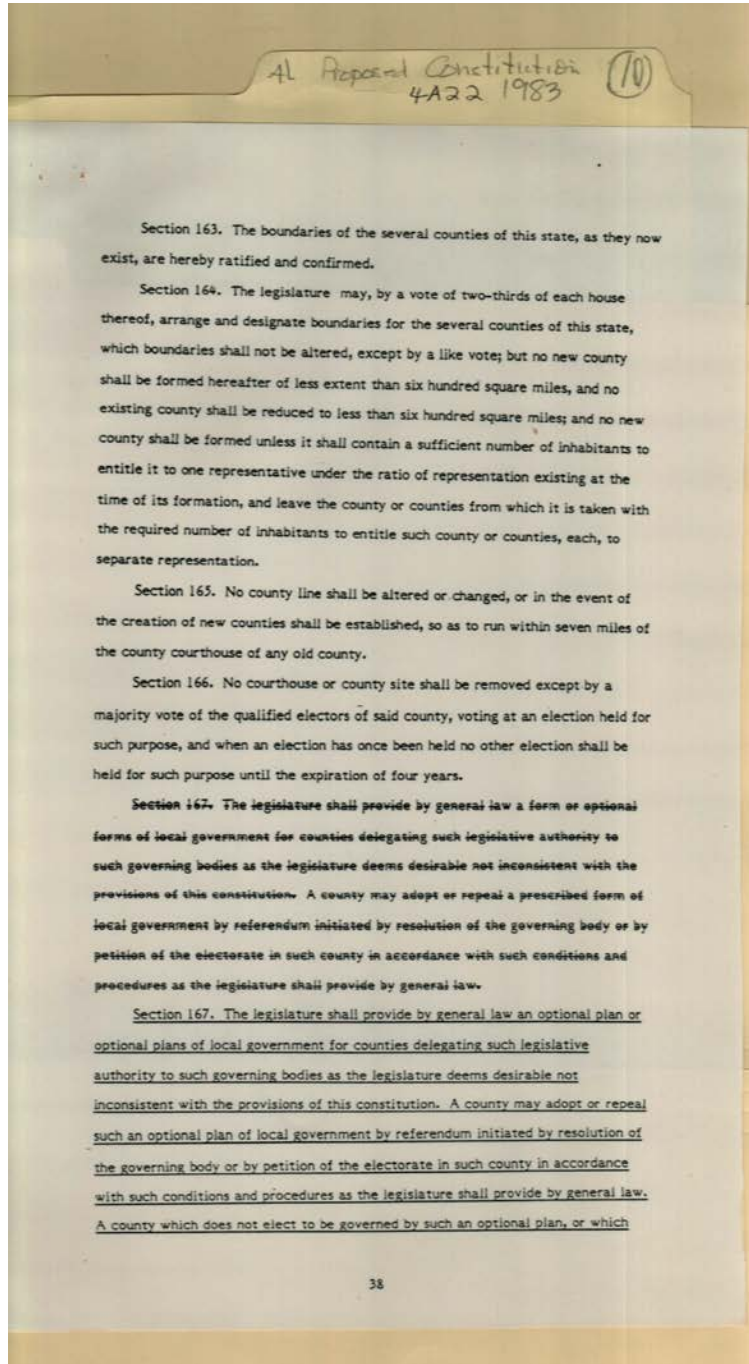 AL Proposed Constitution (10)
4A22 1983
Section 163. The boundaries of the several counties of this state, as they now
exist, are hereby ratified and confirmed.
Section 164. The legislature may, by a vote of two-thirds of each house
thereof, arrange and designate boundaries for the several counties of this state,
which boundaries shall not be altered, except by a like vote; but no new county
shall be formed hereafter of less extent than six hundred square miles, and no
existing county shall be reduced to less than six hundred square miles; and no new
county shall be formed unless it shall contain a sufficient number of inhabitants to
entitle it to one representative under the ratio of representation existing at the
time of its formation, and leave the county or counties from which it is taken with
the required number of inhabitants to entitle such county or counties, each, to
separate representation.
Section 165. No county line shall be altered or changed, or in the event of
the creation of new counties shall be established, so as to run within seven miles of
the county courthouse of any old county.
Section 166. No courthouse or county site shall be removed except by a
majority vote of the qualified electors of said county, voting at an election held for
such purpose, and when an election has once been held no other election shall be
held for such purpose until the expiration of four years.
Section 167. The legislature shall provide by general law a form or optional
forms of local government for counties delegating such legislative authority to
such governing bodies as the legislature deems desirable not inconsistent with the
provisions of this constitution. A county may adopt or repeal a prescribed form of
local government by referendum initiated by resolution of the governing body or by
petition of the electorate in such county in accordance with such conditions and
procedures as the legislature shall provide by general law.
Section 167. The legislature shall provide by general law an optional plan or
optional plans of local government for counties delegating such legislative
authority to such governing bodies as the legislature deems desirable not
inconsistent with the provisions of this constitution. A county may adopt or repeal
such an optional plan of local government by referendum initiated by resolution of
the governing body or by petition of the electorate in such county in accordance
with such conditions and procedures as the legislature shall provide by general law.
A county which does not elect to be governed by such an optional plan, or which
38